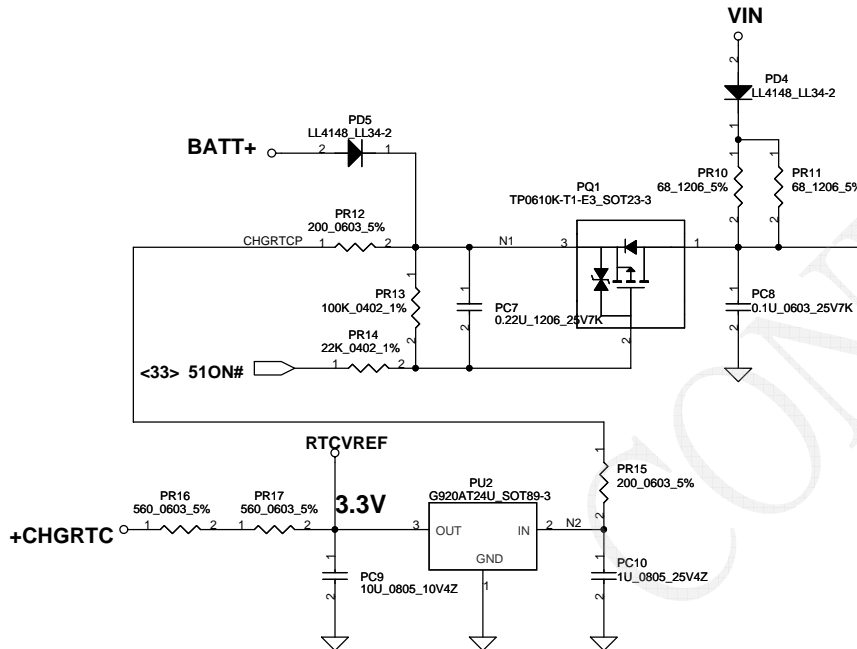 VIN
2
PD4
LL4148_LL34-2
1
PD5
LL4148_LL34-2
BATT+
2
1
1
1
PR10
68_1206_5%
2
PR11
68_1206_5%
2
PQ1
TP0610K-T1-E3_SOT23-3
PR12
200_0603_5%
CHGRTCP
1
2
N1
3
1
1
PR13
100K_0402_1%
2
1
PC7
0.22U_1206_25V7K
2
1
PC8
0.1U_0603_25V7K
2
PR14
22K_0402_1%
2
<33> 51ON#
1
2
RTCVREF
1
PR15
200_0603_5%
2
PR16
560_0603_5%
PR17
560_0603_5%
3.3V
PU2
G920AT24U_SOT89-3
+CHGRTC
1
2
1
2
3
OUT
IN
2
N2
GND
1
1
PC9
10U_0805_10V4Z
2
1
PC10
1U_0805_25V4Z
2
CON